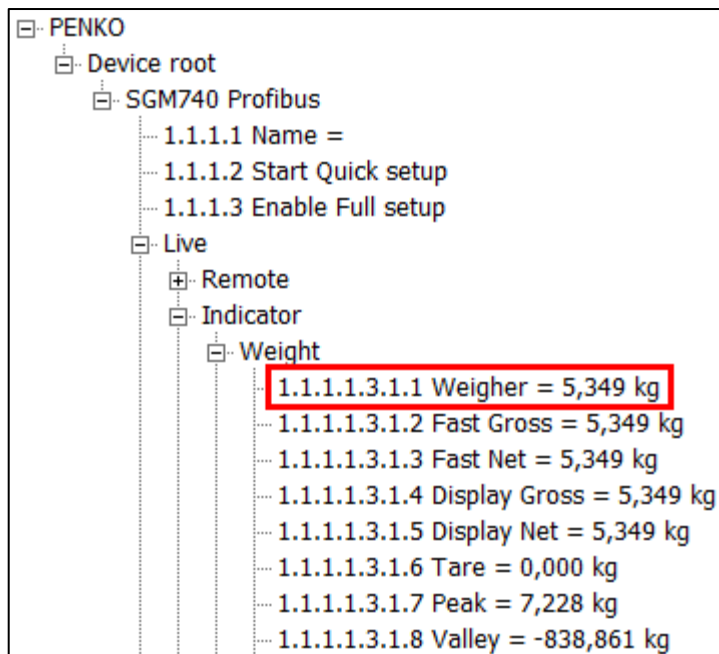 PENKO
Device root
SGM740 Profibus
1.1.1.1 Name =
1.1.1.2 Start Quick setup
1.1.1.3 Enable Full setup
Live
Remote
Indicator
Weight
1.1.1.1.3.1.1 Weigher = 5,349 kg
1.1.1.1.3.1.2 Fast Gross = 5,349 kg
1.1.1.1.3.1.3 Fast Net = 5,349 kg
1.1.1.1.3.1.4 Display Gross = 5,349 kg
1.1.1.1.3.1.5 Display Net = 5,349 kg
1.1.1.1.3.1.6 Tare = 0,000 kg
1.1.1.1.3.1.7 Peak = 7,228 kg
1.1.1.1.3.1.8 Valley = -838,861 kg